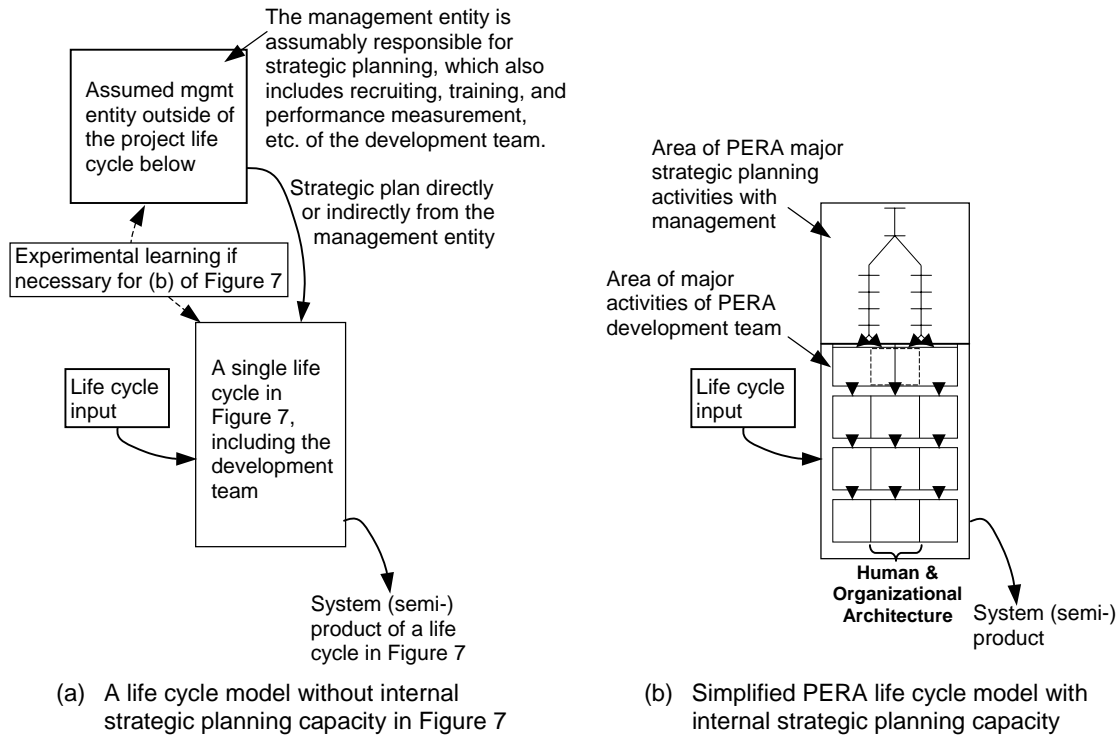 The management entity is
assumably responsible for
strategic planning, which also
includes recruiting, training, and
performance measurement,
etc. of the development team.
Assumed mgmt
entity outside of
the project life
cycle below
Strategic plan directly
or indirectly from the
management entity
Experimental learning if
necessary for (b) of Figure 7
A single life
cycle in
Figure 7,
including the
development
team
Life cycle
input
System (semi-)
product of a life
cycle in Figure 7
(a) A life cycle model without internal
strategic planning capacity in Figure 7
Area of PERA major
strategic planning
activities with
management
Area of major
activities of PERA
development team
Life cycle
input
Human &
Organizational
Architecture
System (semi-)
product
(b) Simplified PERA life cycle model with
internal strategic planning capacity